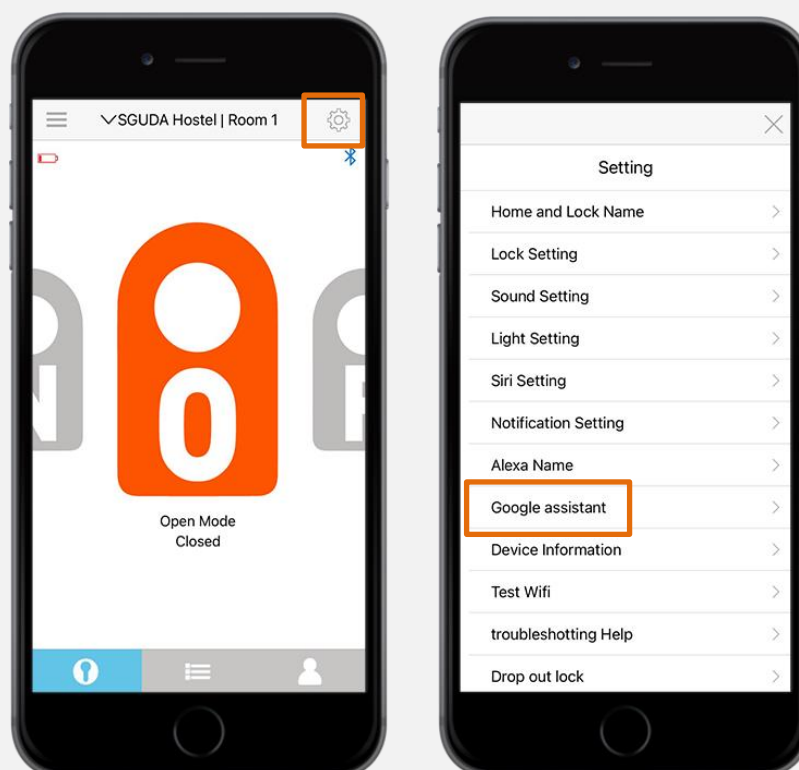 SGUDA Hostel | Room 1
N
O
Open Mode
Closed
Setting
Home and Lock Name
Lock Setting
Sound Setting
Light Setting
Siri Setting
Notification Setting
Alexa Name
Google assistant
Device Information
Test Wifi
troubleshotting Help
Drop out lock